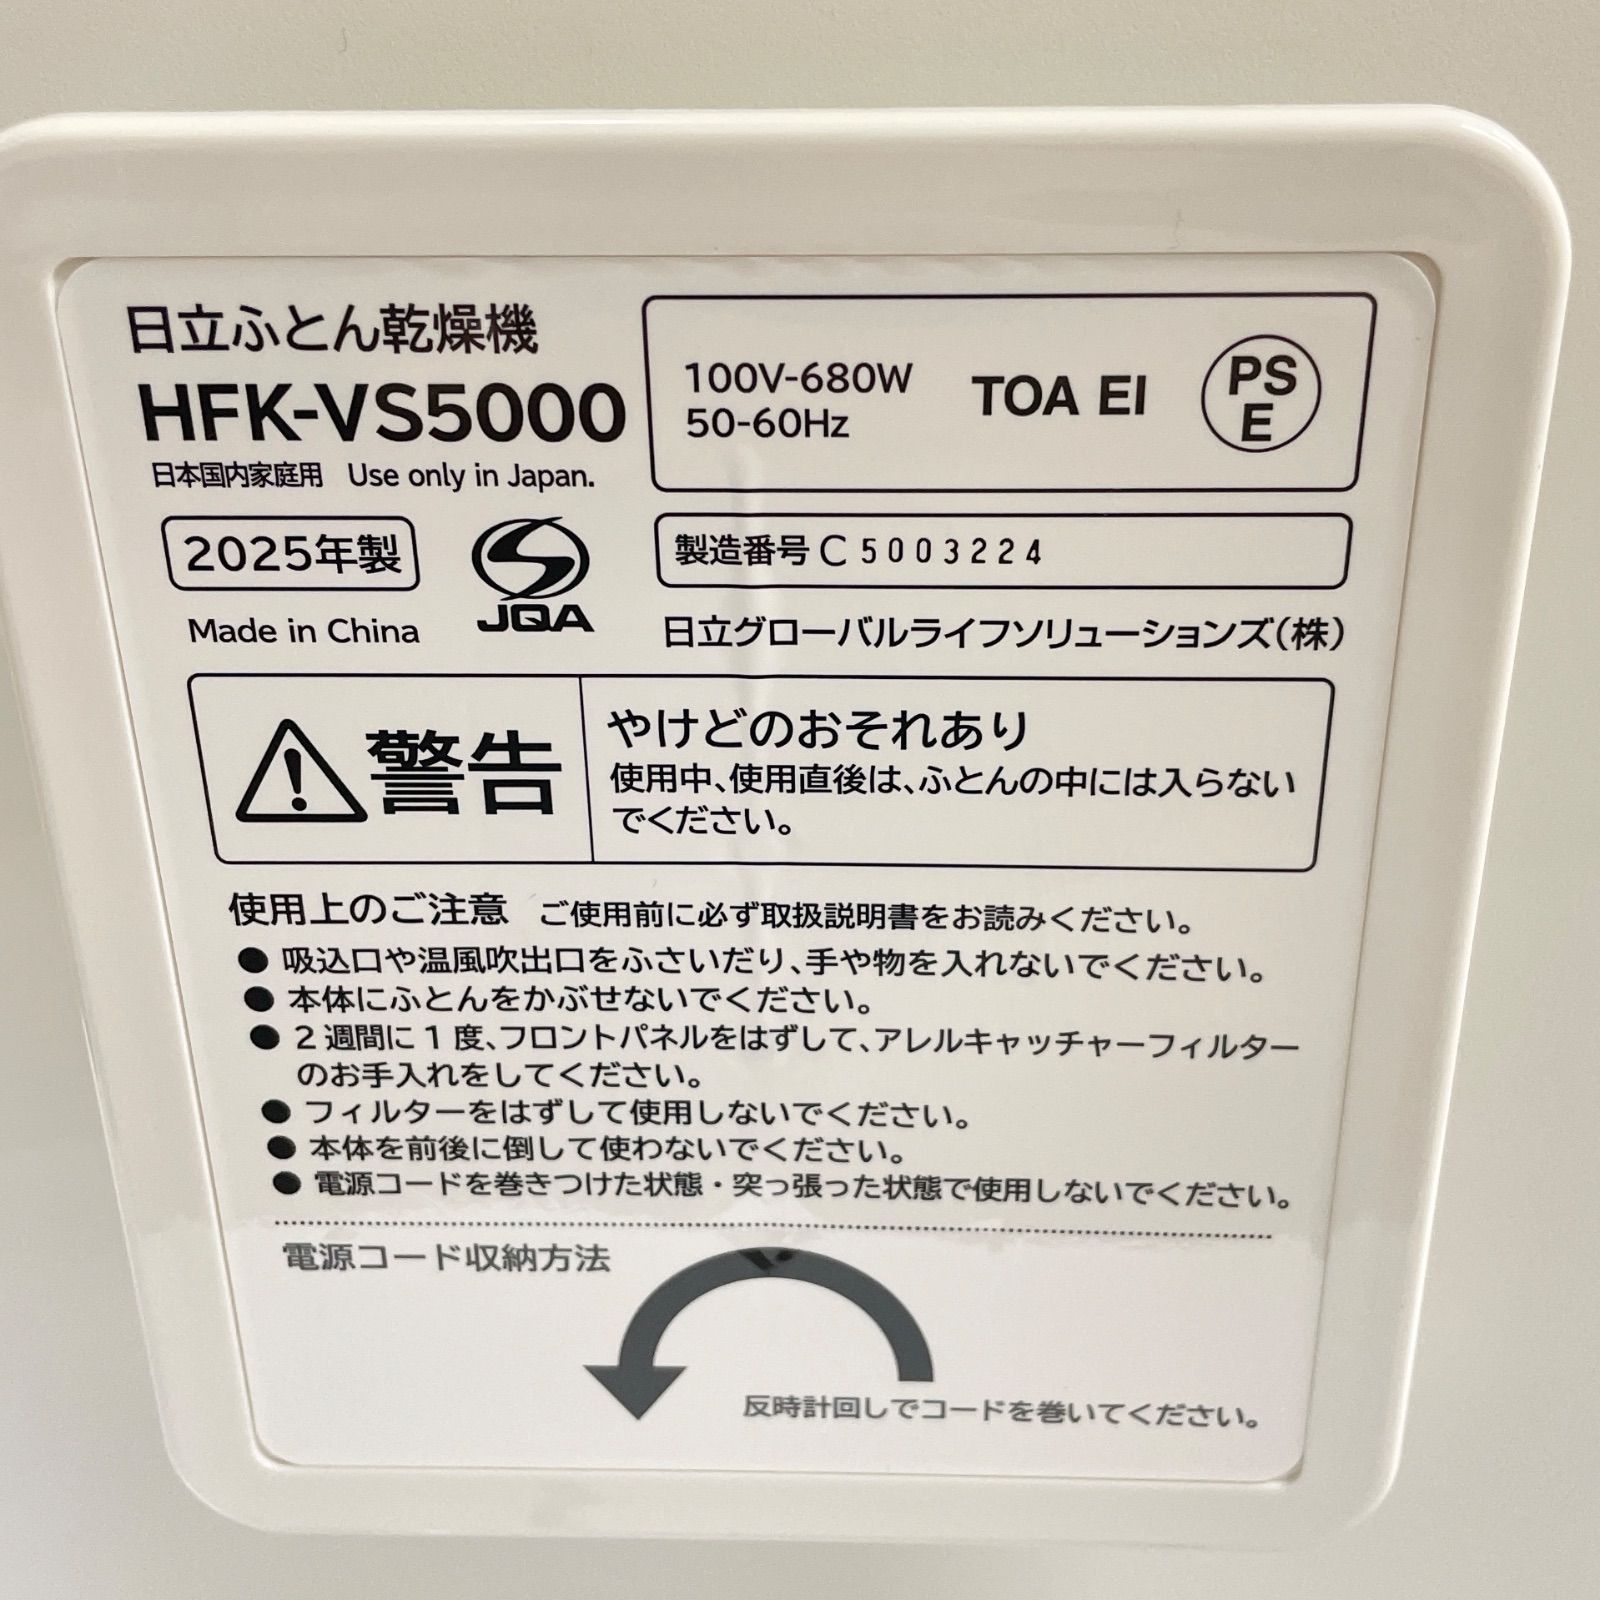 日立ふとん乾燥機
HFK-VS5000
日本国内家庭用 Use only in Japan.
100V-680W
50-60Hz
TOA EI
PS
E
2025年製
JQA
製造番号 C 5003224
Made in China
日立グローバルライフソリューションズ(株)
警告
やけどのおそれあり
使用中、使用直後は、ふとんの中には入らない
でください。
使用上のご注意 ご使用前に必ず取扱説明書をお読みください。
● 吸込口や温風吹出口をふさいだり、手や物を入れないでください。
● 本体にふとんをかぶせないでください。
● 2週間に1度、フロントパネルをはずして、アレルキャッチャーフィルター
のお手入れをしてください。
● フィルターをはずして使用しないでください。
● 本体を前後に倒して使わないでください。
● 電源コードを巻きつけた状態・突っ張った状態で使用しないでください。
電源コード収納方法
反時計回しでコードを巻いてください。